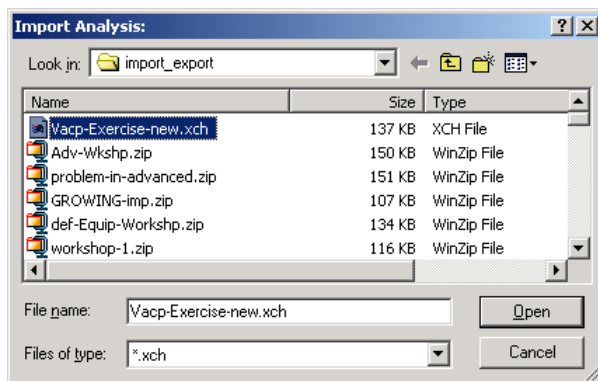 Import Analysis:
Look in: import_export
Name Size Type
Vacp-Exercise-new.xch 137 KB XCH File
Adv-Wkshp.zip 150 KB WinZip File
problem-in-advanced.zip 151 KB WinZip File
GROWING-imp.zip 107 KB WinZip File
def-Equip-Workshp.zip 134 KB WinZip File
workshop-1.zip 116 KB WinZip File
File name: Vacp-Exercise-new.xch Open
Files of type: *.xch Cancel